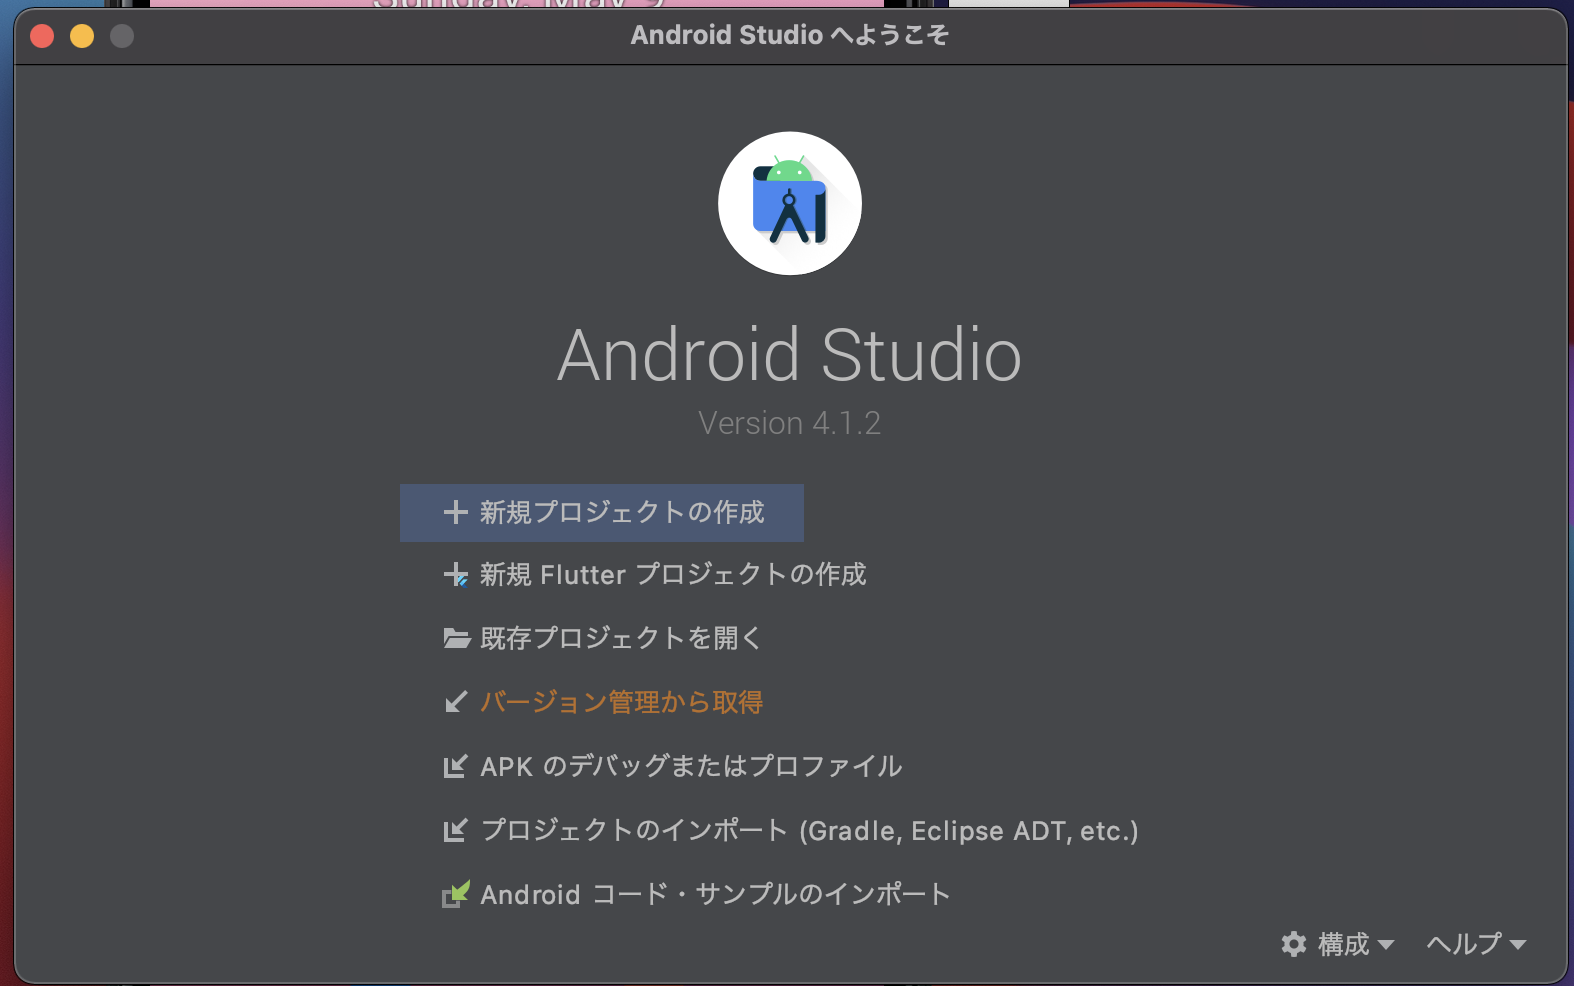 Sunday, May 9
Android Studio へようこそ
Android Studio
Version 4.1.2
新規プロジェクトの作成
新規 Flutter プロジェクトの作成
既存プロジェクトを開く
バージョン管理から取得
APK のデバッグまたはプロファイル
プロジェクトのインポート (Gradle, Eclipse ADT, etc.)
Android コード・サンプルのインポート
構成 ヘルプ